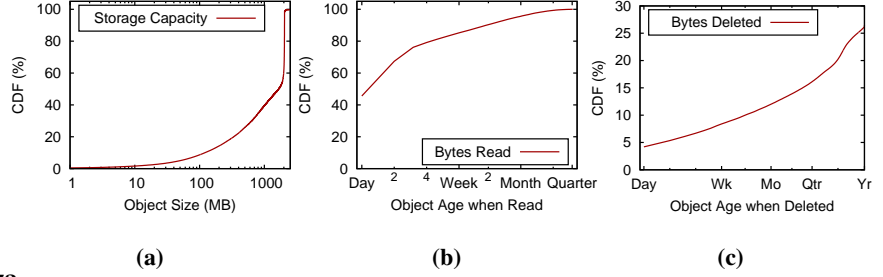 100
80
60
40
20
0
CDF (%)
Storage Capacity
1 10 100 1000
Object Size (MB)
(a)
100
80
60
40
20
0
CDF (%)
Bytes Read
Day 2 4 Week 2 Month Quarter
Object Age when Read
(b)
30
25
20
15
10
5
0
CDF (%)
Bytes Deleted
Day Wk Mo Qtr Yr
Object Age when Deleted
(c)